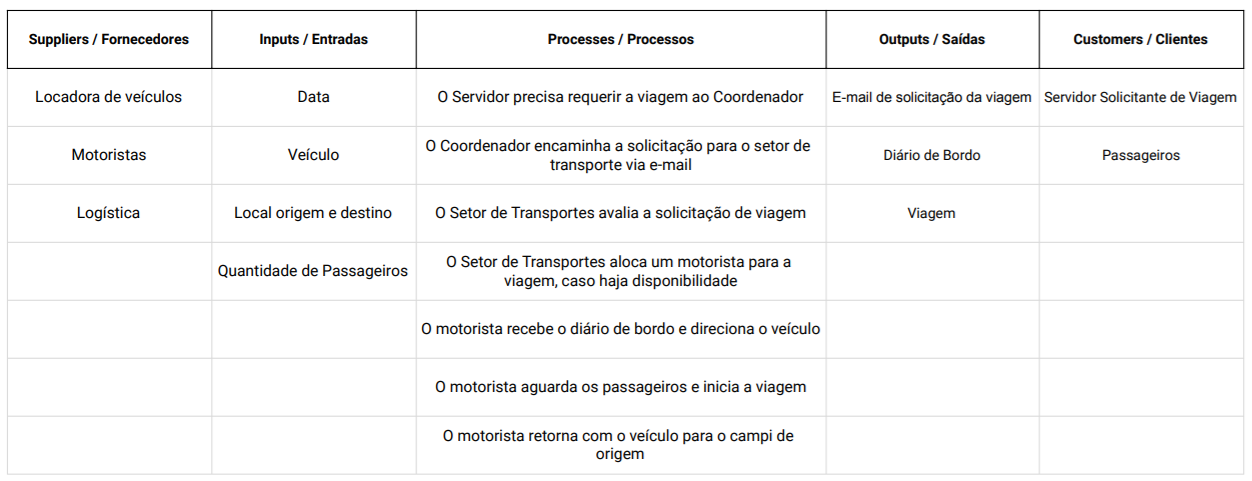 Suppliers / Fornecedores
Inputs / Entradas
Processes / Processos
Outputs / Saídas
Customers / Clientes
Locadora de veículos
Data
O Servidor precisa requerir a viagem ao Coordenador
E-mail de solicitação da viagem
Servidor Solicitante de Viagem
Motoristas
Veículo
O Coordenador encaminha a solicitação para o setor de
transporte via e-mail
Diário de Bordo
Passageiros
Logística
Local origem e destino
O Setor de Transportes avalia a solicitação de viagem
Viagem
Quantidade de Passageiros
O Setor de Transportes aloca um motorista para a
viagem, caso haja disponibilidade
O motorista recebe o diário de bordo e direciona o veículo
O motorista aguarda os passageiros e inicia a viagem
O motorista retorna com o veículo para o campi de
origem